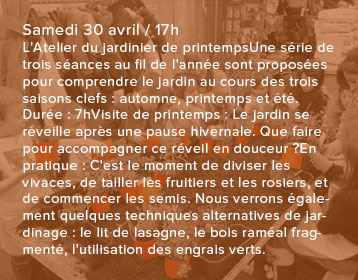 Samedi 30 avril / 17h
L'Atelier du jardinier de printempsUne série de
trois séances au fil de l'année sont proposées
pour comprendre le jardin au cours des trois
saisons clefs : automne, printemps et été.
Durée : 7hVisite de printemps : Le jardin se
réveille après une pause hivernale. Que faire
pour accompagner ce réveil en douceur ?En
pratique : C'est le moment de diviser les
vivaces, de tailler les fruitiers et les rosiers, et
de commencer les semis. Nous verrons égale-
ment quelques techniques alternatives de jar-
dinage : le lit de lasagne, le bois raméal frag-
menté, l'utilisation des engrais verts.